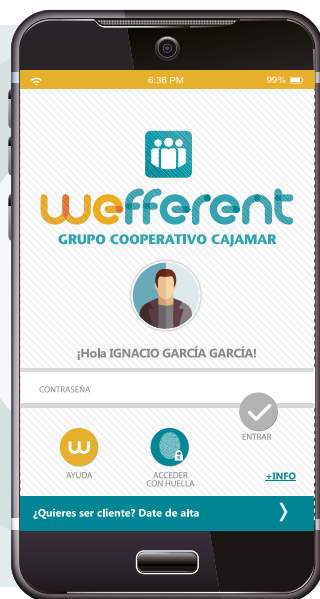 6:36 PM 99%
wefferent
GRUPO COOPERATIVO CAJAMAR
¡Hola IGNACIO GARCÍA GARCÍA!
CONTRASEÑA
ENTRAR
w
AYUDA
ACCEDER
CON HUELLA
+INFO
¿Quieres ser cliente? Date de alta